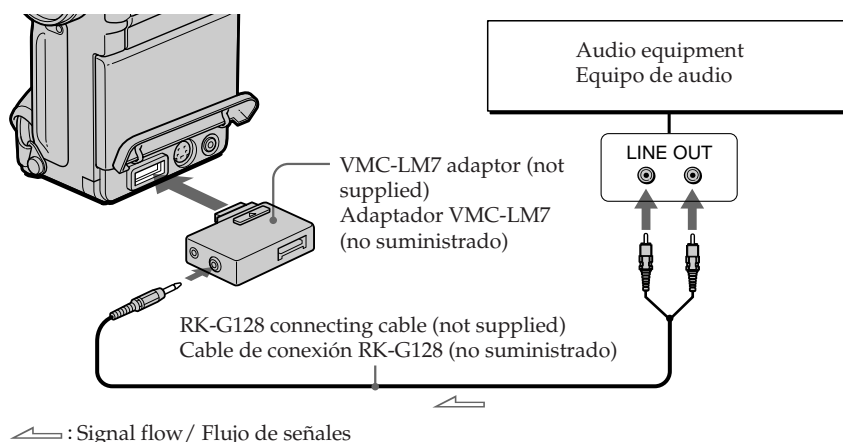 Audio equipment
Equipo de audio
LINE OUT
VMC-LM7 adaptor (not
supplied)
Adaptador VMC-LM7
(no suministrado)
RK-G128 connecting cable (not supplied)
Cable de conexión RK-G128 (no suministrado)
: Signal flow/ Flujo de señales